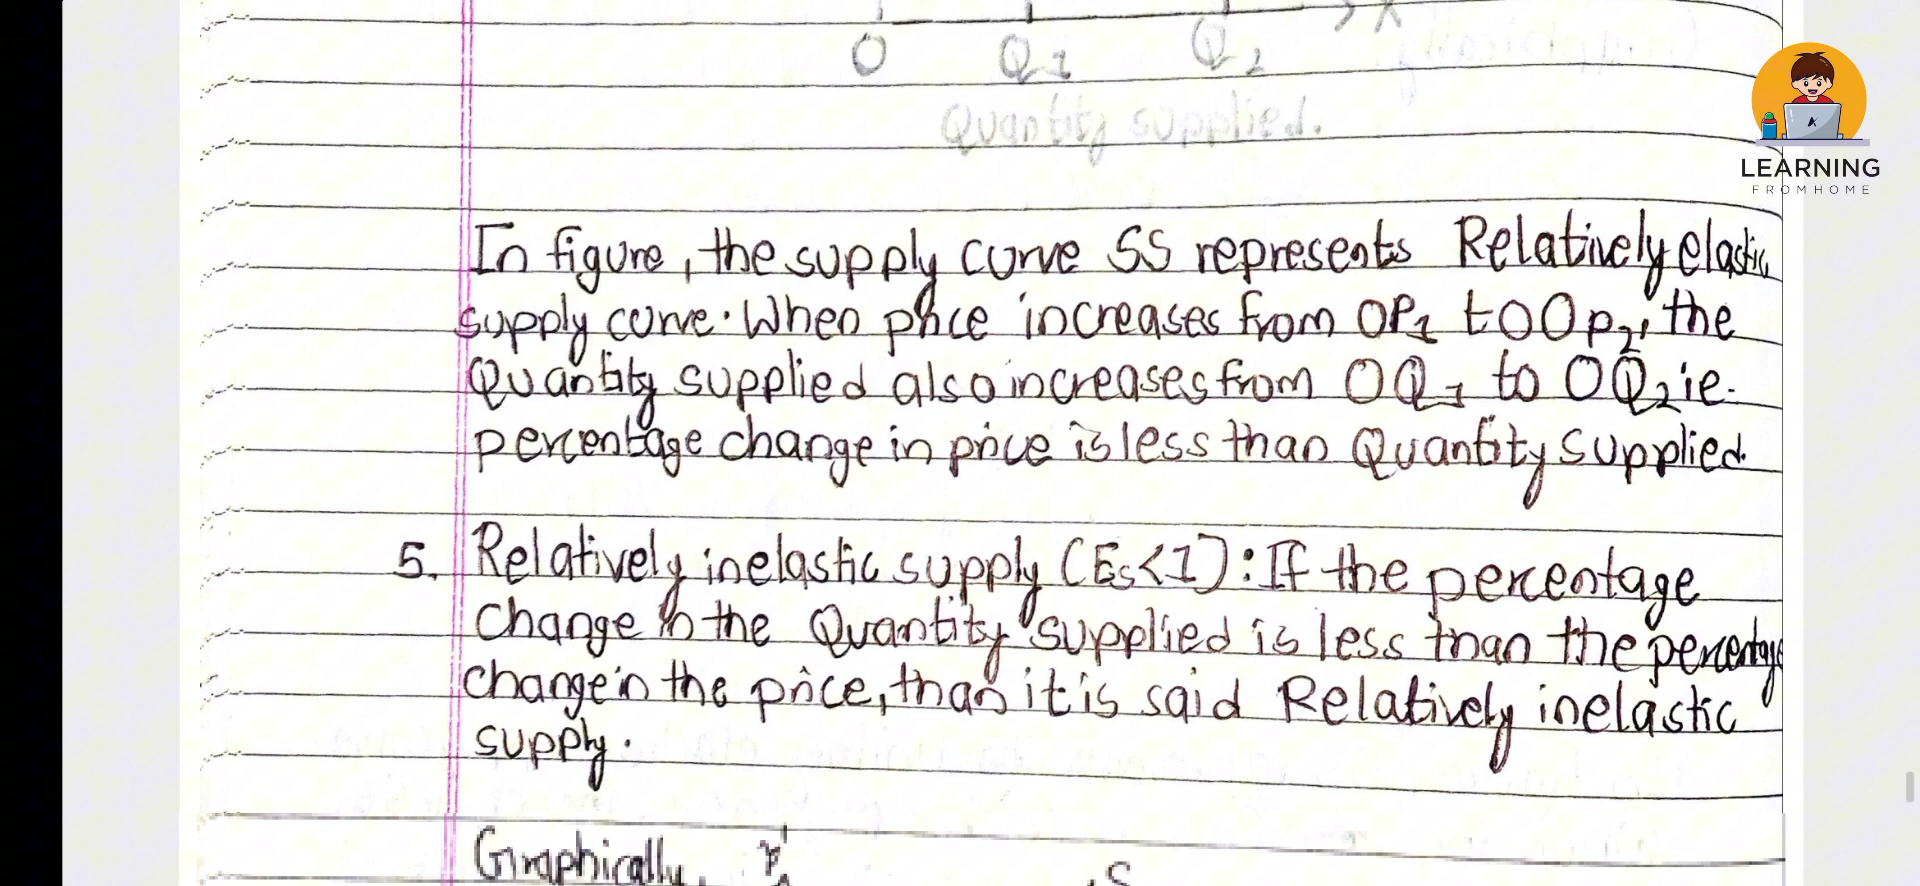 O Q1 Q2 X
Quantity supplied.
LEARNING
FROMHOME
In figure, the supply curve SS represents Relatively elastic
supply curve. When price increases from OP1 to OP2, the
Quantity supplied also increases from OQ1 to OQ2 ie.
percentage change in price is less than Quantity supplied.
5. Relatively inelastic supply (Es<1): If the percentage
change in the Quantity supplied is less than the percentage
change in the price, than it is said Relatively inelastic
supply.
Graphically,
S